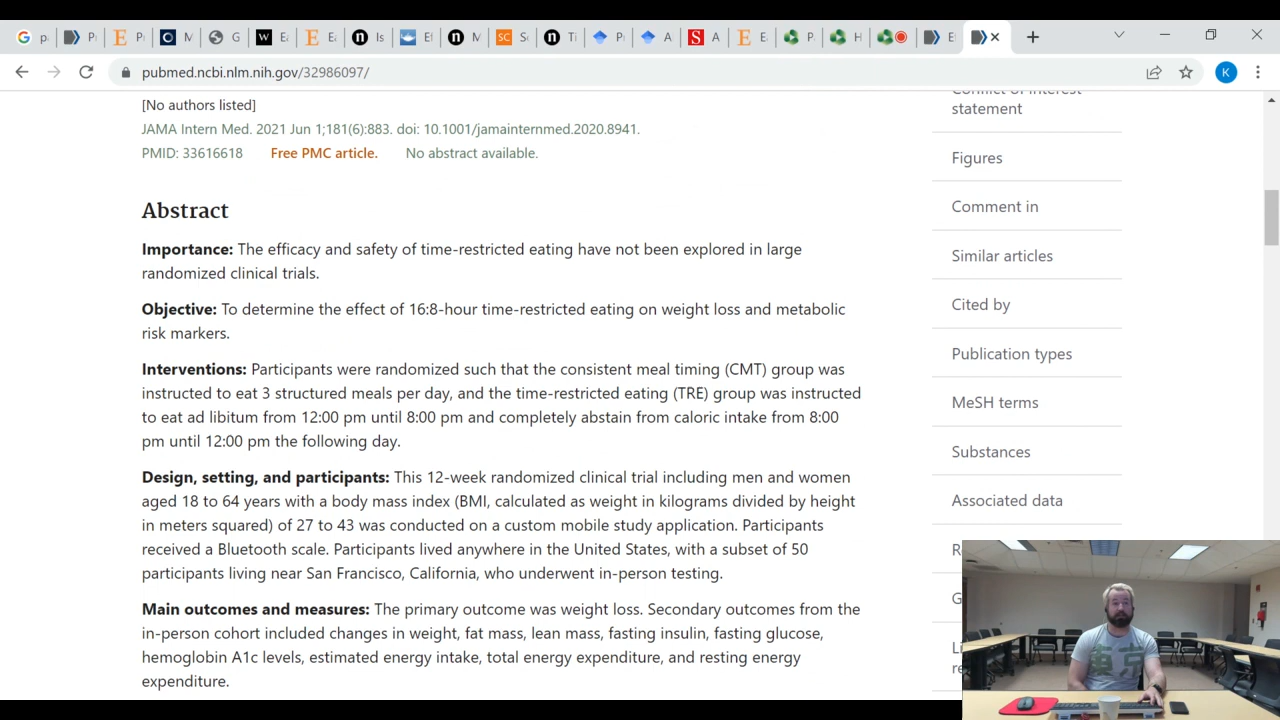 G p
P
E P
M
G
W Ea
E Ea
n Is
Ef
n M
SC S
n Ti
P
A
S A
E E
P
H
E
pubmed.ncbi.nlm.nih.gov/32986097/
K
[No authors listed]
JAMA Intern Med. 2021 Jun 1;181(6):883. doi: 10.1001/jamainternmed.2020.8941.
PMID: 33616618 Free PMC article. No abstract available.
Abstract
Importance: The efficacy and safety of time-restricted eating have not been explored in large
randomized clinical trials.
Objective: To determine the effect of 16:8-hour time-restricted eating on weight loss and metabolic
risk markers.
Interventions: Participants were randomized such that the consistent meal timing (CMT) group was
instructed to eat 3 structured meals per day, and the time-restricted eating (TRE) group was instructed
to eat ad libitum from 12:00 pm until 8:00 pm and completely abstain from caloric intake from 8:00
pm until 12:00 pm the following day.
Design, setting, and participants: This 12-week randomized clinical trial including men and women
aged 18 to 64 years with a body mass index (BMI, calculated as weight in kilograms divided by height
in meters squared) of 27 to 43 was conducted on a custom mobile study application. Participants
received a Bluetooth scale. Participants lived anywhere in the United States, with a subset of 50
participants living near San Francisco, California, who underwent in-person testing.
Main outcomes and measures: The primary outcome was weight loss. Secondary outcomes from the
in-person cohort included changes in weight, fat mass, lean mass, fasting insulin, fasting glucose,
hemoglobin A1c levels, estimated energy intake, total energy expenditure, and resting energy
expenditure.
Conflict of interest
statement
Figures
Comment in
Similar articles
Cited by
Publication types
MeSH terms
Substances
Associated data